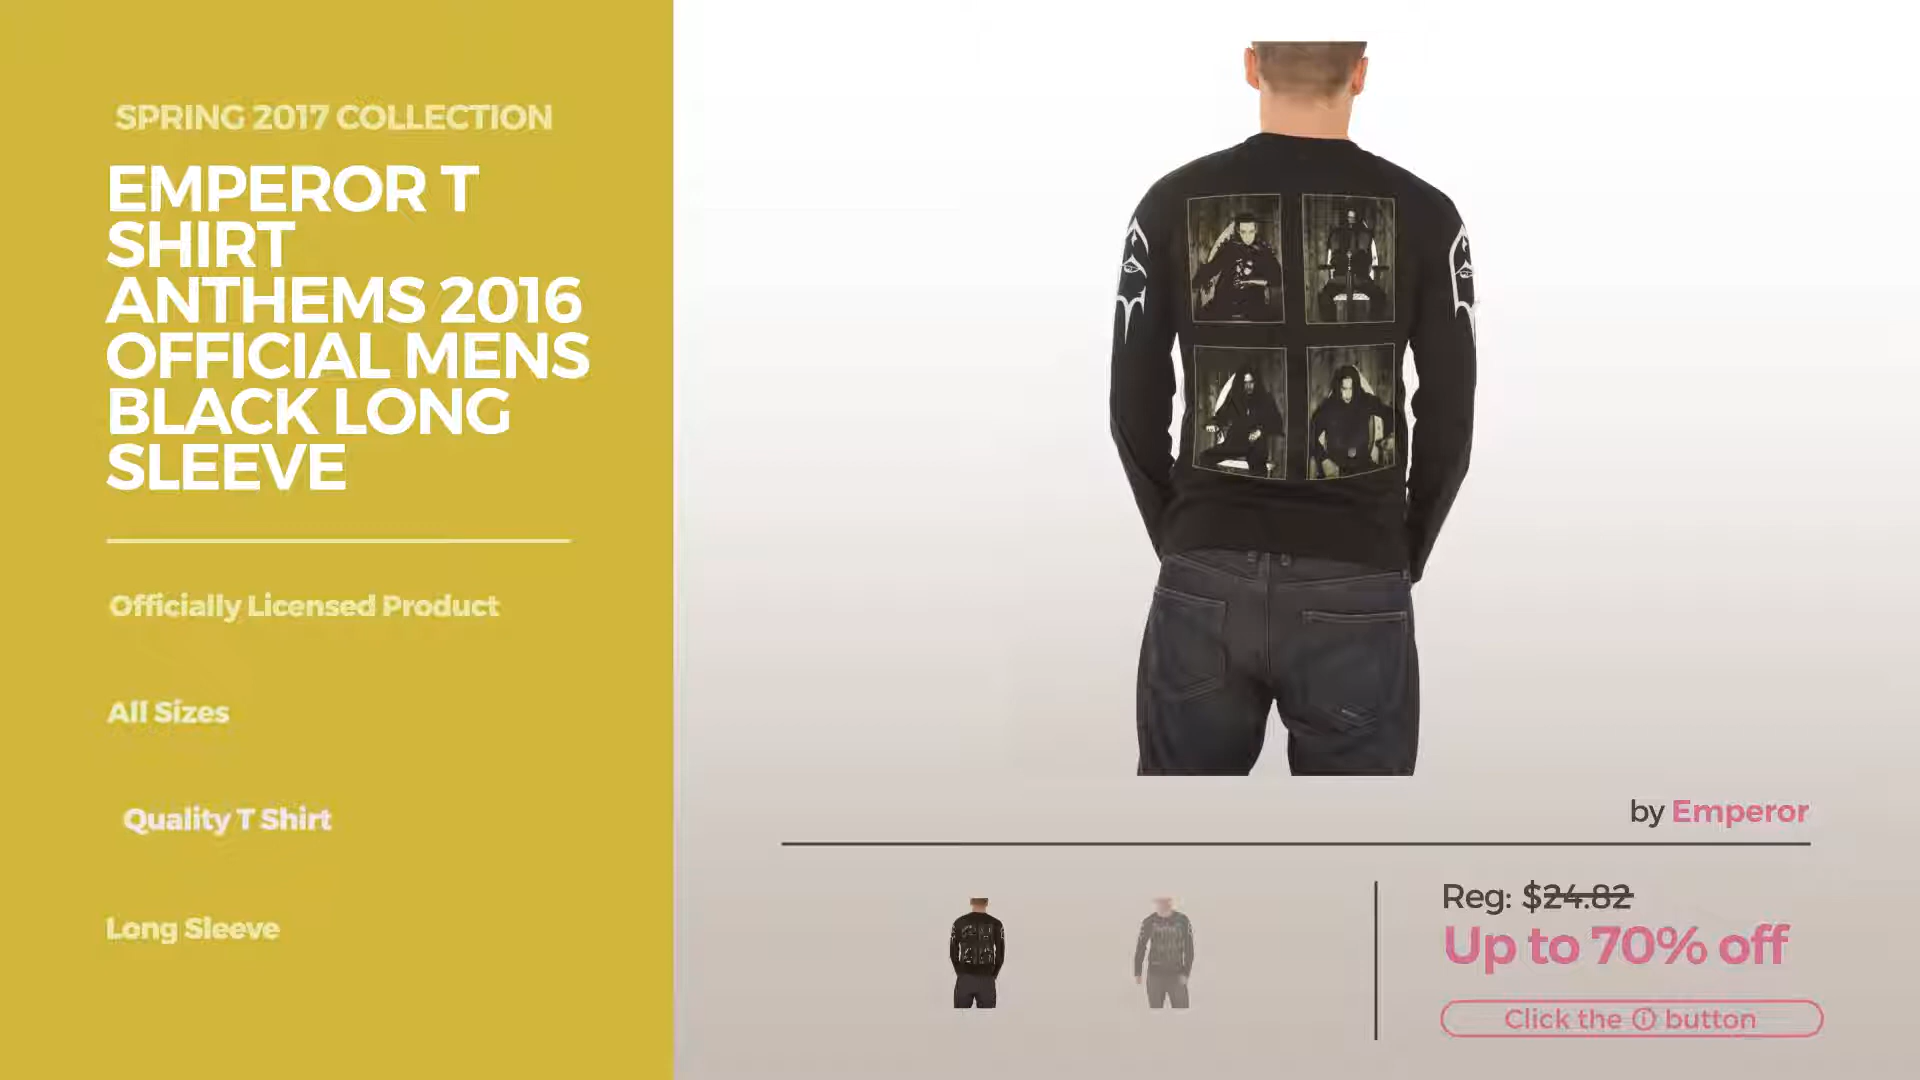 SPRING 2017 COLLECTION
EMPEROR T
SHIRT
ANTHEMS 2016
OFFICIAL MENS
BLACK LONG
SLEEVE
Officially Licensed Product
All Sizes
Quality T Shirt
Long Sleeve
by Emperor
Reg: $24.82
Up to 70% off
Click the ⓘ button